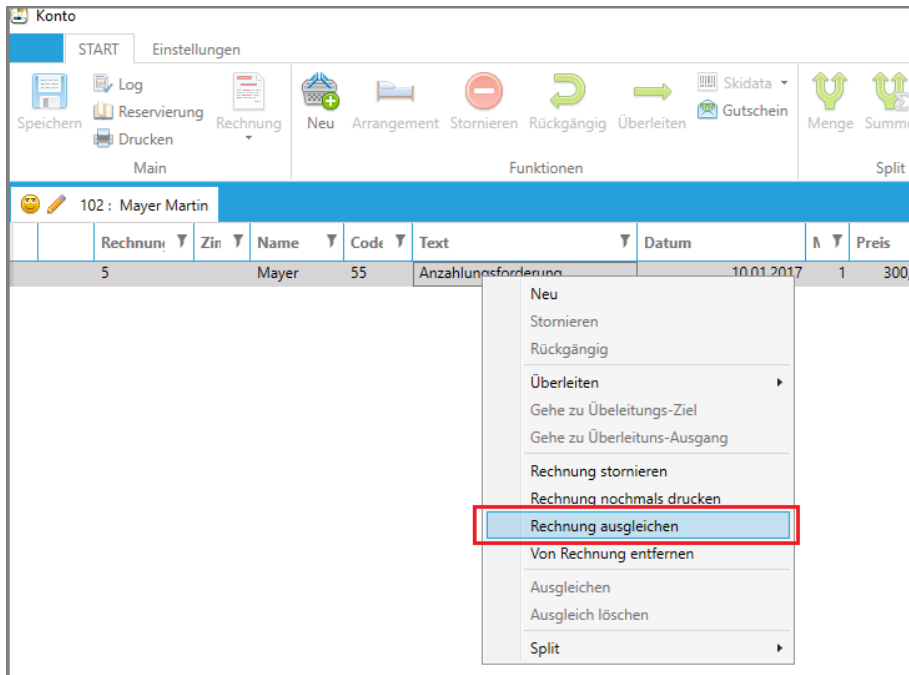 Konto
START Einstellungen
Speichern
Log
Reservierung
Drucken
Rechnung
Main
Neu
Arrangement
Stornieren
Rückgängig
Überleiten
Skidata
Gutschein
Funktionen
Menge
Summe
Split
102 : Mayer Martin
Rechnung Zin Name Code Text Datum Preis
5 Mayer 55 Anzahlungsforderung 10.01.2017 1 300,
Neu
Stornieren
Rückgängig
Überleiten
Gehe zu Übeleitungs-Ziel
Gehe zu Überleituns-Ausgang
Rechnung stornieren
Rechnung nochmals drucken
Rechnung ausgleichen
Von Rechnung entfernen
Ausgleichen
Ausgleich löschen
Split